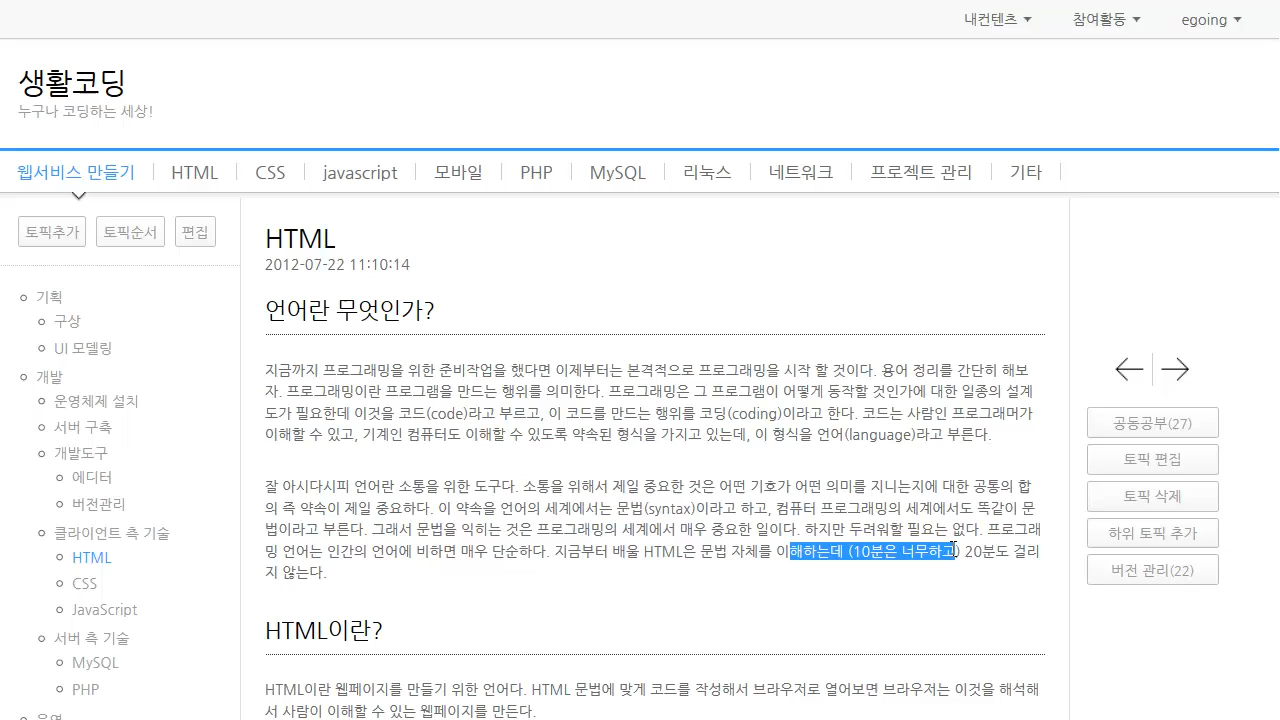 내컨텐츠 참여활동 egoing
생활코딩
누구나 코딩하는 세상!
웹서비스 만들기 HTML CSS javascript 모바일 PHP MySQL 리눅스 네트워크 프로젝트 관리 기타
토픽추가 토픽순서 편집
기획
구상
UI 모델링
개발
운영체제 설치
서버 구축
개발도구
에디터
버전관리
클라이언트 측 기술
HTML
CSS
JavaScript
서버 측 기술
MySQL
PHP
운영
HTML
2012-07-22 11:10:14
언어란 무엇인가?
지금까지 프로그래밍을 위한 준비작업을 했다면 이제부터는 본격적으로 프로그래밍을 시작 할 것이다. 용어 정리를 간단히 해보
자. 프로그래밍이란 프로그램을 만드는 행위를 의미한다. 프로그래밍은 그 프로그램이 어떻게 동작할 것인가에 대한 일종의 설계
도가 필요한데 이것을 코드(code)라고 부르고, 이 코드를 만드는 행위를 코딩(coding)이라고 한다. 코드는 사람인 프로그래머가
이해할 수 있고, 기계인 컴퓨터도 이해할 수 있도록 약속된 형식을 가지고 있는데, 이 형식을 언어(language)라고 부른다.
잘 아시다시피 언어란 소통을 위한 도구다. 소통을 위해서 제일 중요한 것은 어떤 기호가 어떤 의미를 지니는지에 대한 공통의 합
의 즉 약속이 제일 중요하다. 이 약속을 언어의 세계에서는 문법(syntax)이라고 하고, 컴퓨터 프로그래밍의 세계에서도 똑같이 문
법이라고 부른다. 그래서 문법을 익히는 것은 프로그래밍의 세계에서 매우 중요한 일이다. 하지만 두려워할 필요는 없다. 프로그래
밍 언어는 인간의 언어에 비하면 매우 단순하다. 지금부터 배울 HTML은 문법 자체를 이해하는데 (10분은 너무하고) 20분도 걸리
지 않는다.
HTML이란?
HTML이란 웹페이지를 만들기 위한 언어다. HTML 문법에 맞게 코드를 작성해서 브라우저로 열어보면 브라우저는 이것을 해석해
서 사람이 이해할 수 있는 웹페이지를 만든다.
공동공부(27)
토픽 편집
토픽 삭제
하위 토픽 추가
버전 관리(22)